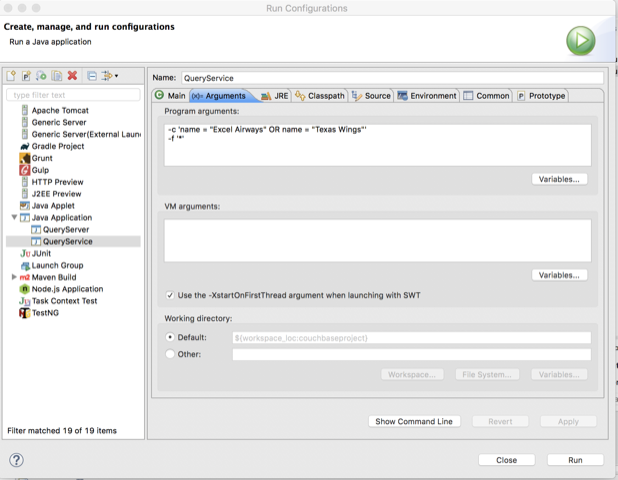 Run Configurations
Create, manage, and run configurations
Run a Java application
Name: QueryService
type filter text
Main (x)= Arguments JRE Classpath Source Environment Common Prototype
Apache Tomcat
Generic Server
Generic Server(External Laun
Gradle Project
Grunt
Gulp
HTTP Preview
J2EE Preview
Java Applet
Java Application
QueryServer
QueryService
JUnit
Launch Group
Maven Build
Node.js Application
Task Context Test
TestNG
Filter matched 19 of 19 items
Program arguments:
-c 'name = "Excel Airways" OR name = "Texas Wings"'
-f '*'
Variables...
VM arguments:
Variables...
Use the -XstartOnFirstThread argument when launching with SWT
Working directory:
Default: ${workspace_loc:couchbaseproject}
Other:
Workspace... File System... Variables...
Show Command Line Revert Apply
? Close Run